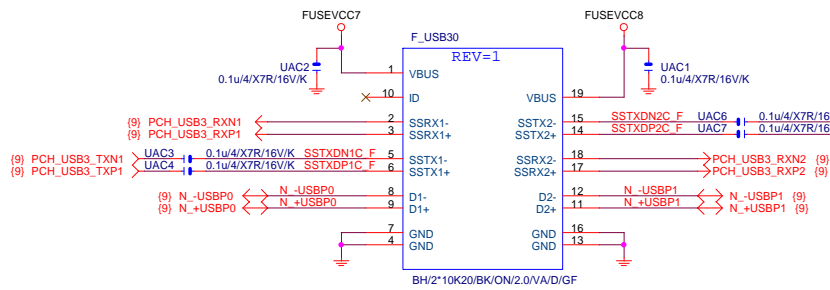 FUSEVCC7 FUSEVCC8
F_USB30
REV=1
UAC2 0.1u/4/X7R/16V/K
UAC1 0.1u/4/X7R/16V/K
1 VBUS
10 ID VBUS 19
{9} PCH_USB3_RXN1 2 SSRX1- SSTX2- 15 SSTXDN2C_F UAC6 0.1u/4/X7R/16
{9} PCH_USB3_RXP1 3 SSRX1+ SSTX2+ 14 SSTXDP2C_F UAC7 0.1u/4/X7R/16
{9} PCH_USB3_TXN1 UAC3 0.1u/4/X7R/16V/K SSTXDN1C_F 5 SSTX1- SSRX2- 18 PCH_USB3_RXN2 {9}
{9} PCH_USB3_TXP1 UAC4 0.1u/4/X7R/16V/K SSTXDP1C_F 6 SSTX1+ SSRX2+ 17 PCH_USB3_RXP2 {9}
{9} N_-USBP0 N_-USBP0 8 D1- D2- 12 N_-USBP1 N_-USBP1 {9}
{9} N_+USBP0 N_+USBP0 9 D1+ D2+ 11 N_+USBP1 N_+USBP1 {9}
7 GND GND 16
4 GND GND 13
BH/2*10K20/BK/ON/2.0/VA/D/GF